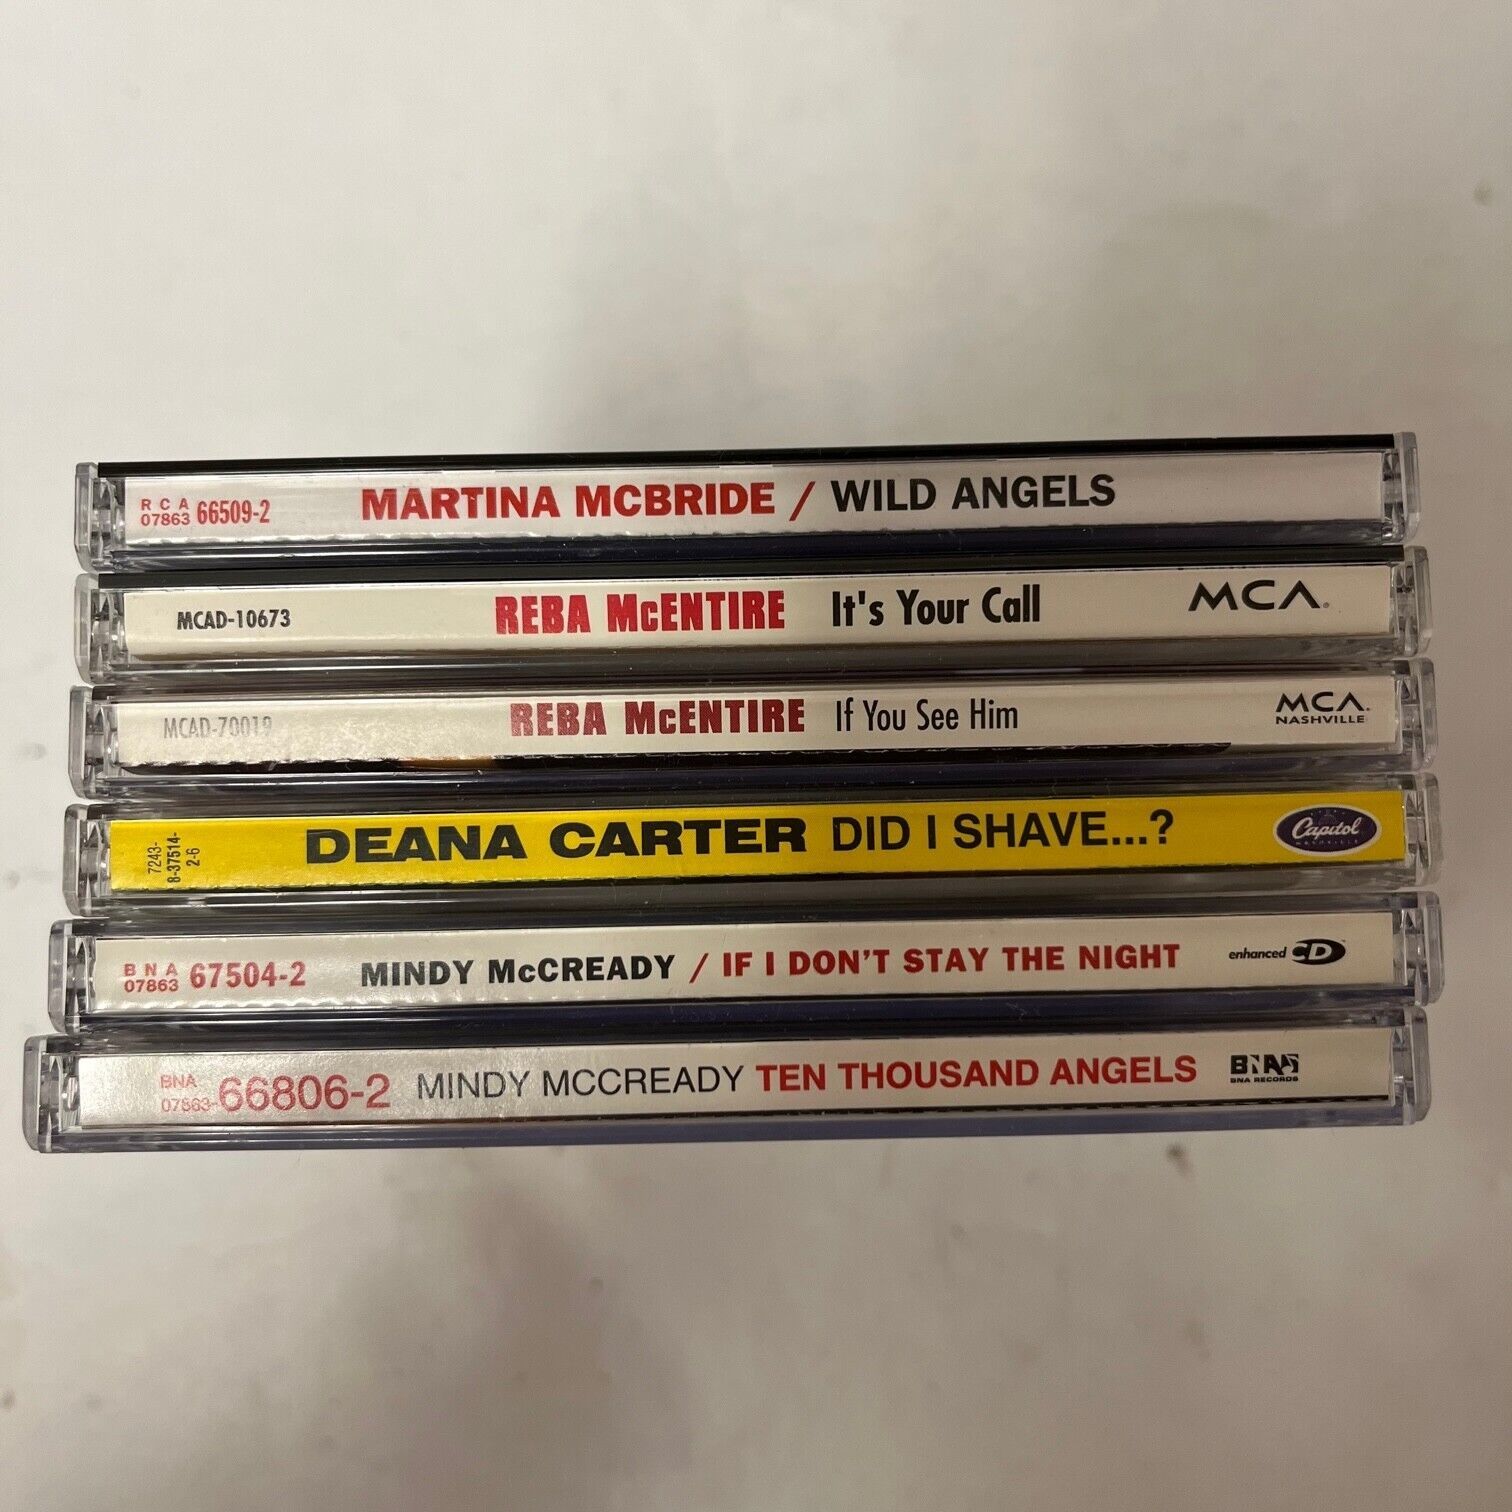 RCA
07863 66509-2 MARTINA MCBRIDE / WILD ANGELS
MCAD-10673 REBA McENTIRE It's Your Call MCA.
MCAD-70019 REBA McENTIRE If You See Him MCA.
NASHVILLE
7243-
8-37514-
2-6
DEANA CARTER DID I SHAVE...? Capitol
NASHVILLE
BNA
07863 67504-2 MINDY McCREADY / IF I DON'T STAY THE NIGHT enhanced CD
BNA
07863-66806-2 MINDY MCCREADY TEN THOUSAND ANGELS BNA
BNA RECORDS